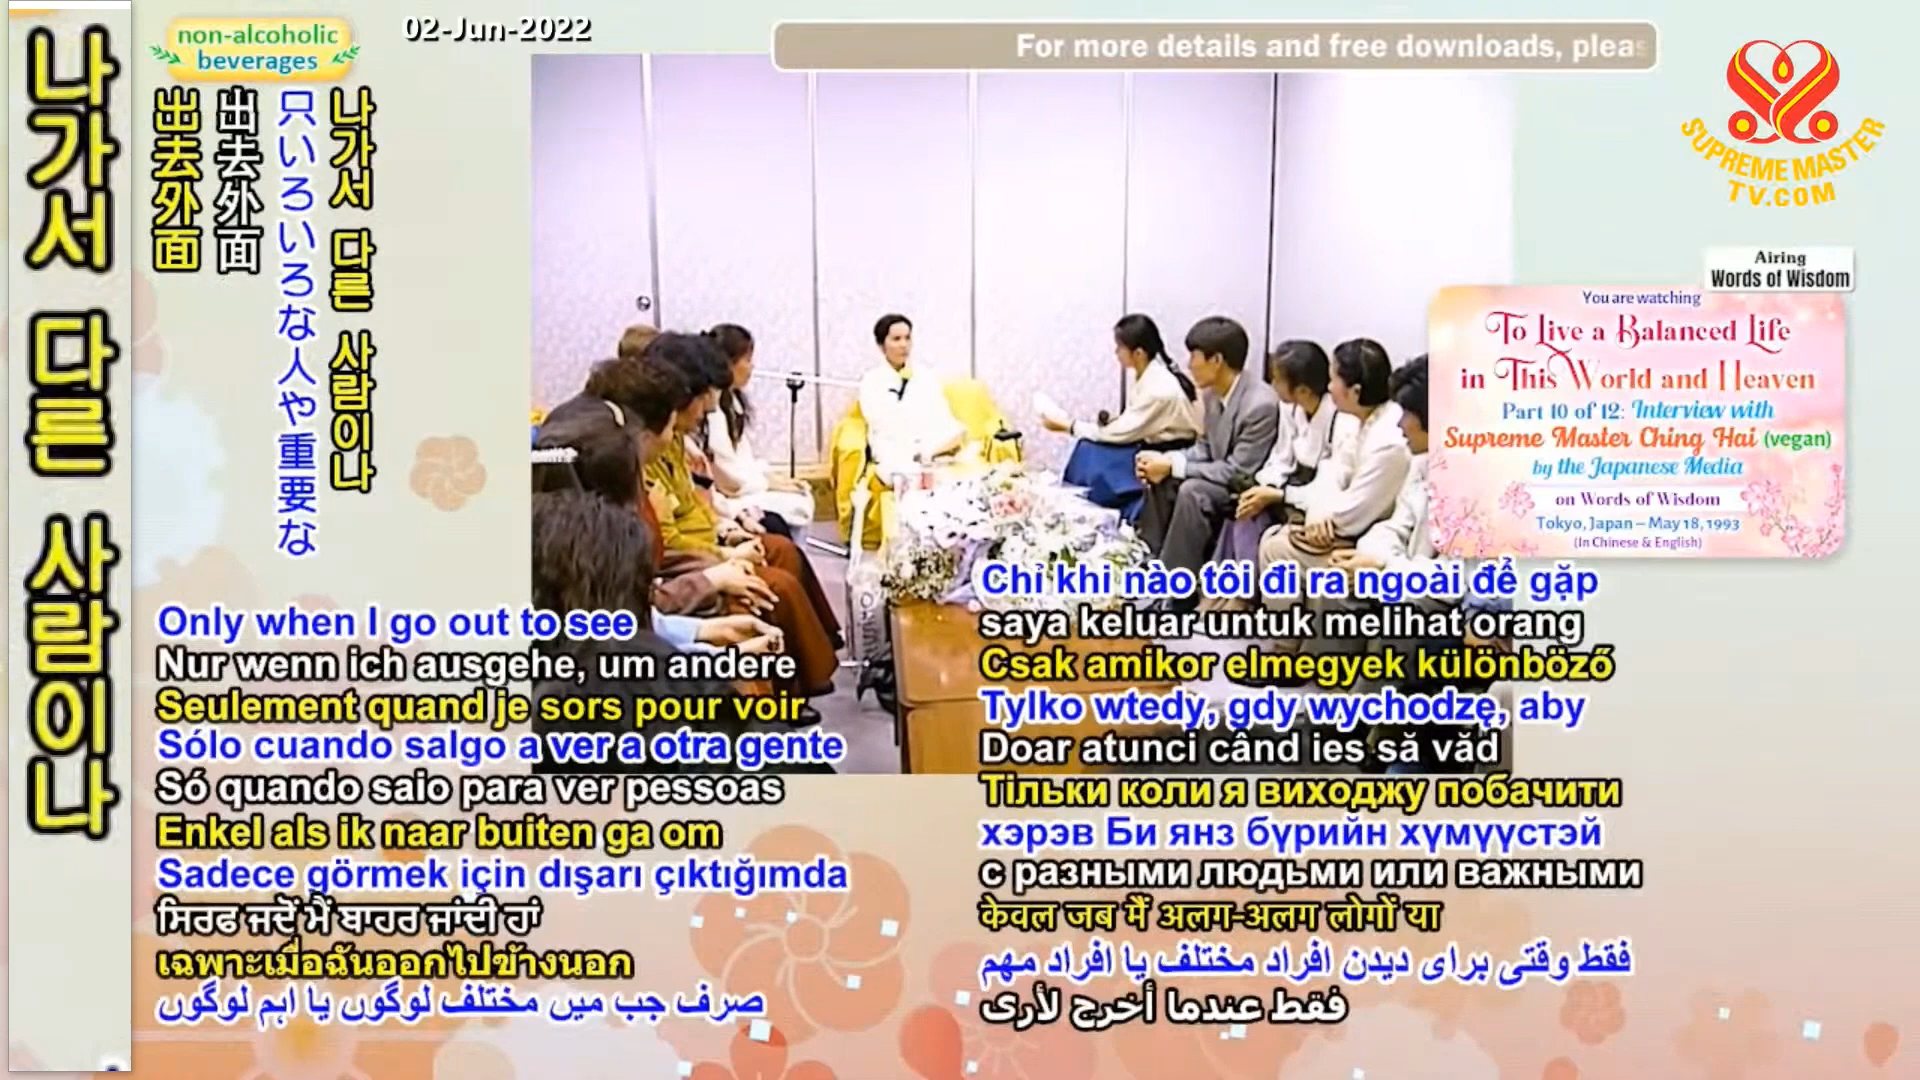 나가서 다른 사람이나
non-alcoholic
beverages
02-Jun-2022
For more details and free downloads, pleas
SUPREME MASTER
TV.COM
出去外面
出去外面
只いろいろな人や重要な
나가서 다른 사람이나
Airing
Words of Wisdom
You are watching
To Live a Balanced Life
in This World and Heaven
Part 10 of 12: Interview with
Supreme Master Ching Hai (vegan)
by the Japanese Media
on Words of Wisdom
Tokyo, Japan – May 18, 1993
(In Chinese & English)
Only when I go out to see
Nur wenn ich ausgehe, um andere
Seulement quand je sors pour voir
Sólo cuando salgo a ver a otra gente
Só quando saio para ver pessoas
Enkel als ik naar buiten ga om
Sadece görmek için dışarı çıktığımda
ਸਿਰਫ ਜਦੋਂ ਮੈਂ ਬਾਹਰ ਜਾਂਦੀ ਹਾਂ
เฉพาะเมื่อฉันออกไปข้างนอก
صرف جب میں مختلف لوگوں یا اہم لوگوں
Chỉ khi nào tôi đi ra ngoài để gặp
saya keluar untuk melihat orang
Csak amikor elmegyek különböző
Tylko wtedy, gdy wychodzę, aby
Doar atunci când ies să văd
Тільки коли я виходжу побачити
хэрэв Би янз бүрийн хүмүүстэй
с разными людьми или важными
केवल जब मैं अलग-अलग लोगों या
فقط وقتی برای دیدن افراد مختلف یا افراد مهم
فقط عندما أخرج لأرى